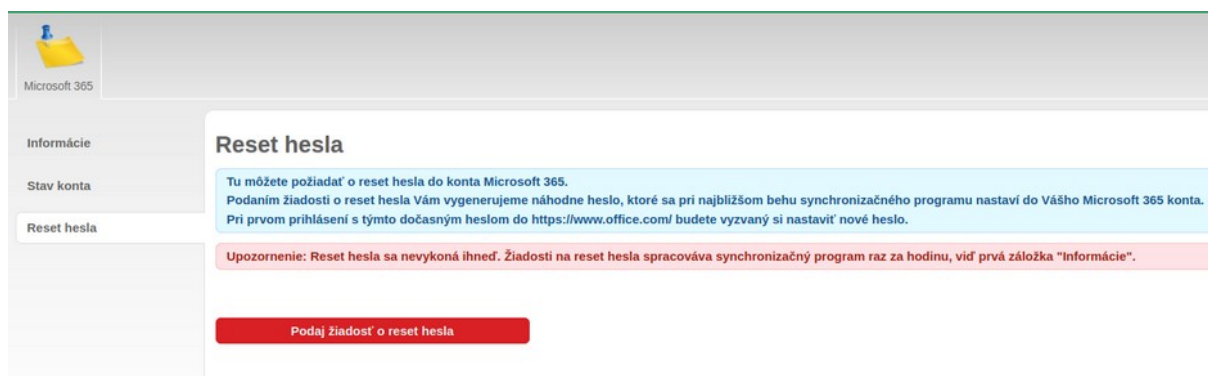 Microsoft 365
Informácie
Stav konta
Reset hesla
Reset hesla
Tu môžete požiadať o reset hesla do konta Microsoft 365.
Podaním žiadosti o reset hesla Vám vygenerujeme náhodne heslo, ktoré sa pri najbližšom behu synchronizačného programu nastaví do Vášho Microsoft 365 konta.
Pri prvom prihlásení s týmto dočasným heslom do https://www.office.com/ budete vyzvaný si nastaviť nové heslo.
Upozornenie: Reset hesla sa nevykoná ihneď. Žiadosti na reset hesla spracováva synchronizačný program raz za hodinu, viď prvá záložka "Informácie".
Podaj žiadosť o reset hesla